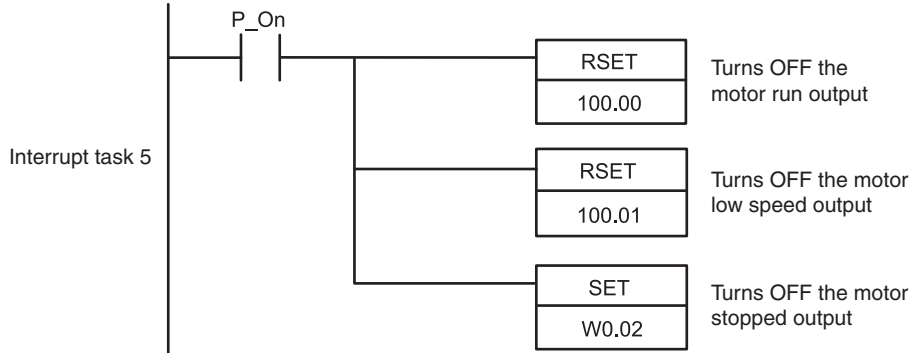 P_On
RSET
100.00
Turns OFF the
motor run output
Interrupt task 5
RSET
100.01
Turns OFF the motor
low speed output
SET
W0.02
Turns OFF the motor
stopped output